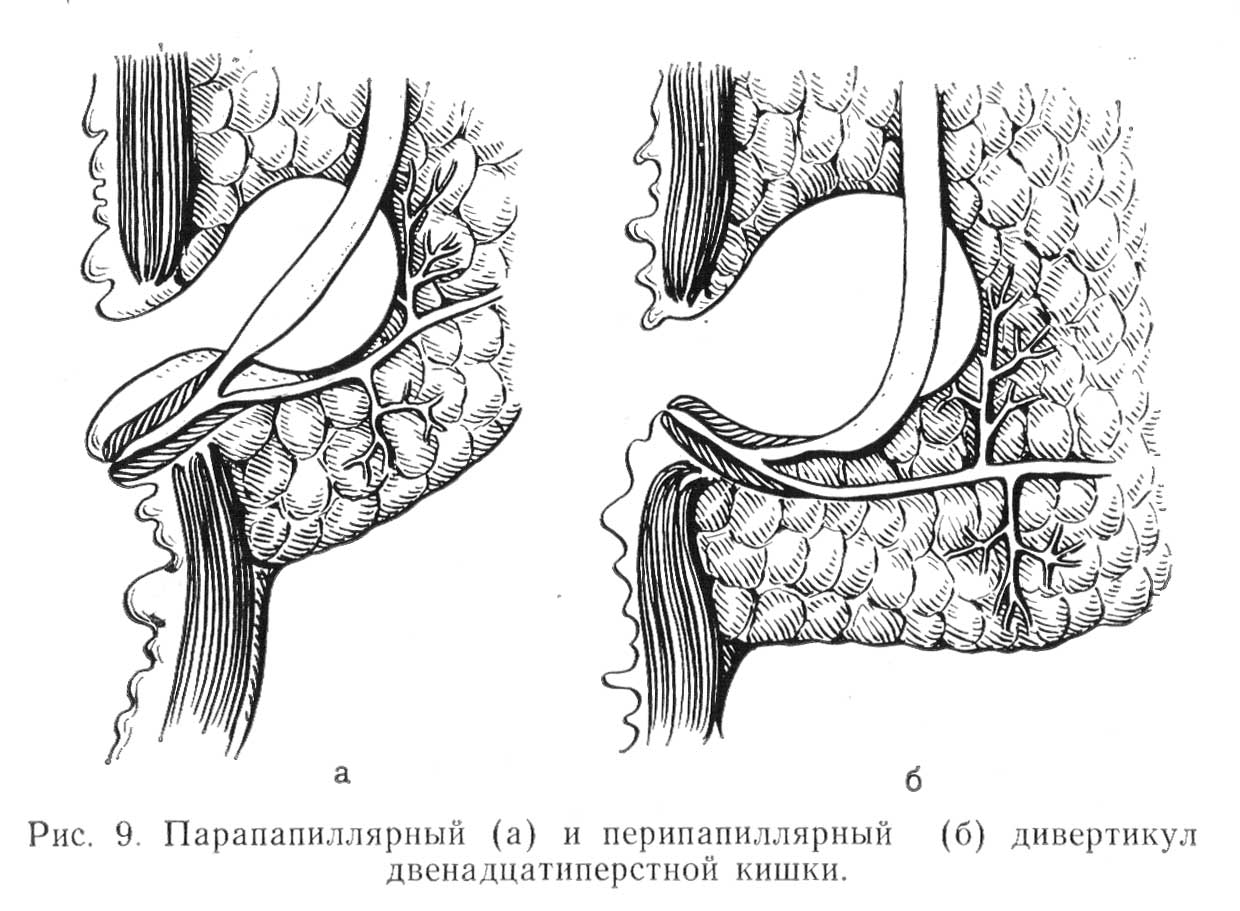 а
б
Рис. 9. Парапапиллярный (а) и перипапиллярный (б) дивертикул
двенадцатиперстной кишки.